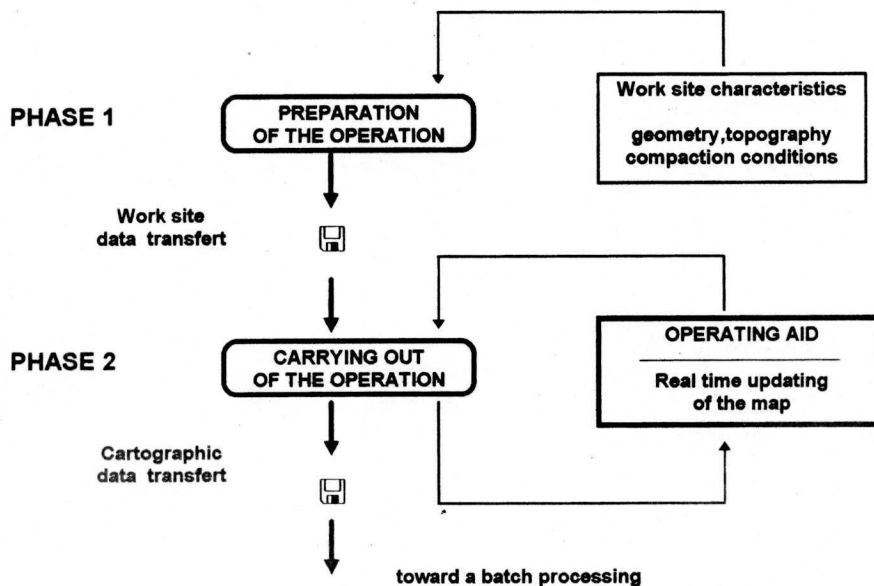 PHASE 1
PREPARATION
OF THE OPERATION
Work site characteristics
geometry,topography
compaction conditions
Work site
data transfert
PHASE 2
CARRYING OUT
OF THE OPERATION
OPERATING AID
Real time updating
of the map
Cartographic
data transfert
toward a batch processing